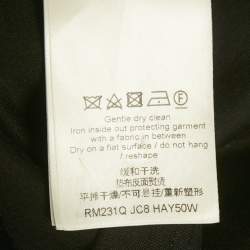 Gentle dry clean
Iron inside out protecting garment
with a fabric in between
Dry on a flat surface / do not hang
/ reshape
缓和干洗
垫布反面熨烫
平摊干燥/不可悬挂/重新整形
RM231Q JC8 HAY50W